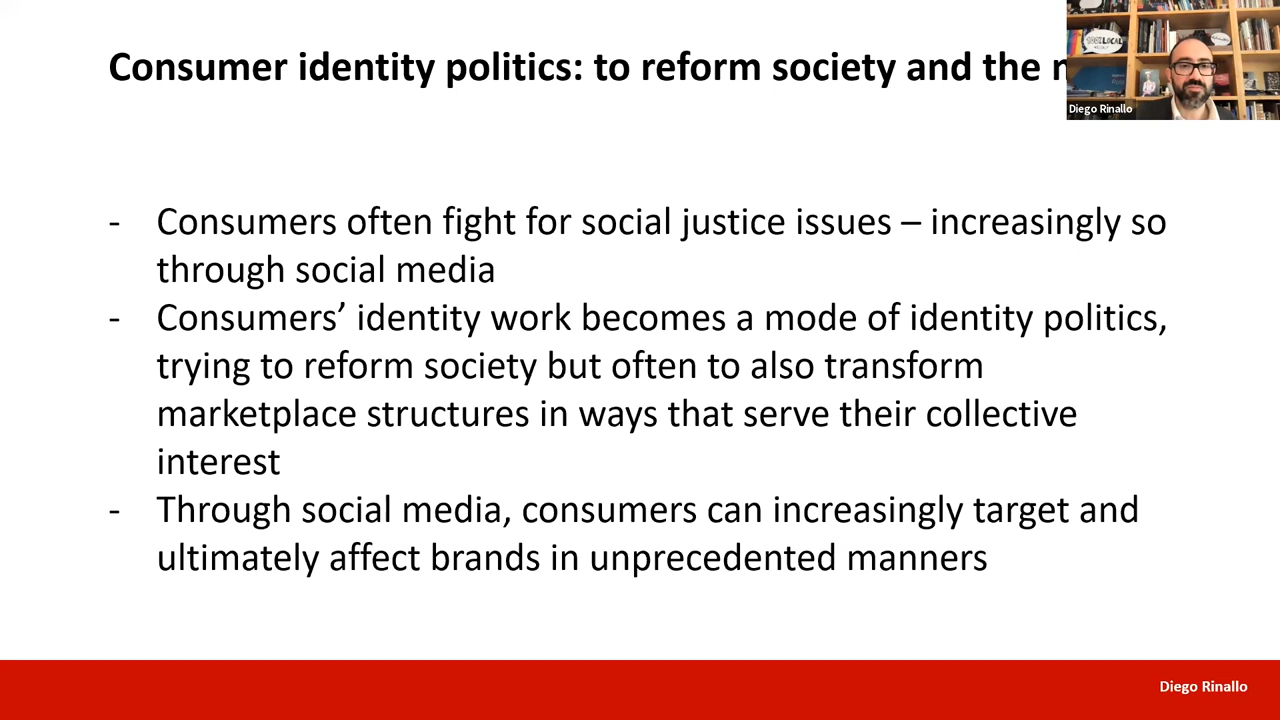 Consumer identity politics: to reform society and the
Diego Rinallo
- Consumers often fight for social justice issues – increasingly so
through social media
- Consumers’ identity work becomes a mode of identity politics,
trying to reform society but often to also transform
marketplace structures in ways that serve their collective
interest
- Through social media, consumers can increasingly target and
ultimately affect brands in unprecedented manners
Diego Rinallo